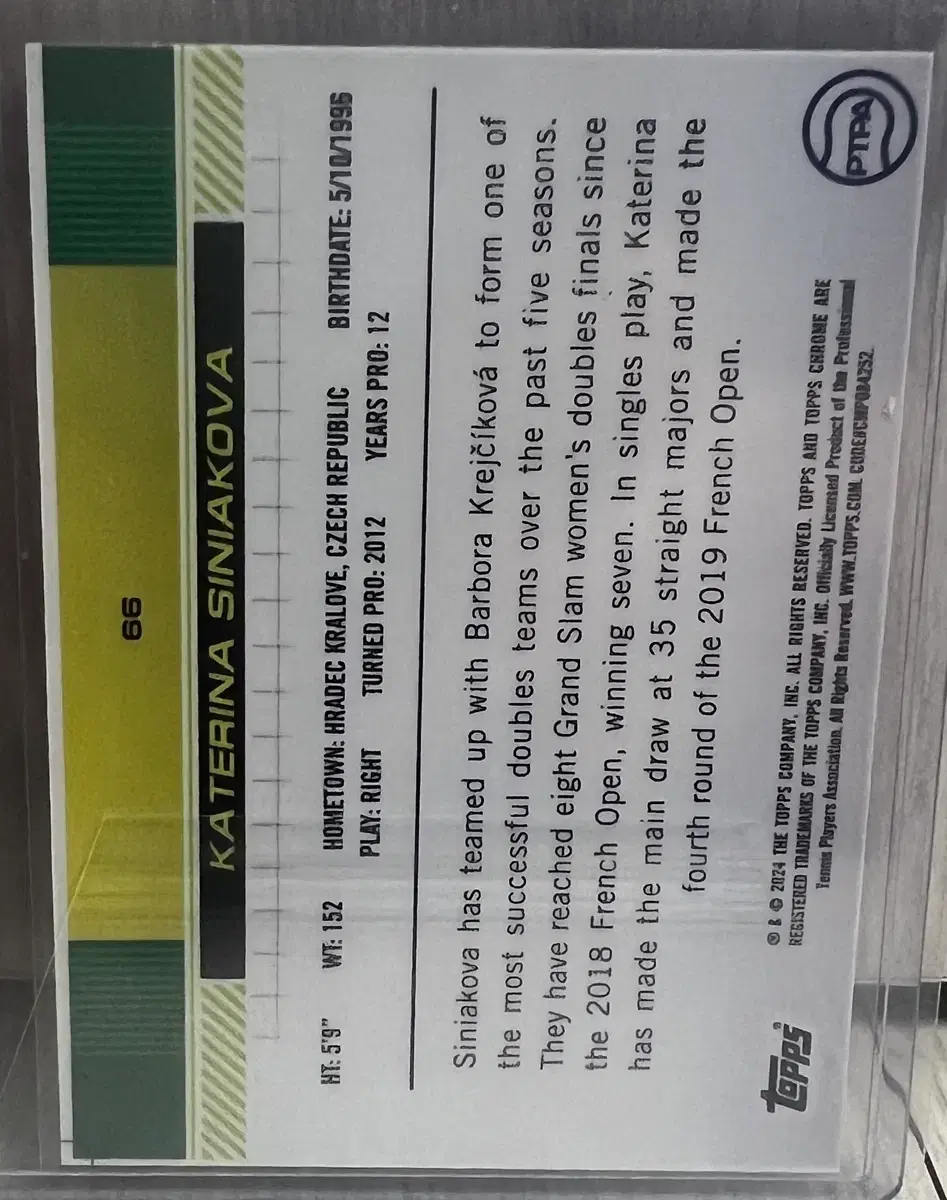 66
KATERINA SINIAKOVA
HT: 5'9" WT: 152 HOMETOWN: HRADEC KRALOVE, CZECH REPUBLIC BIRTHDATE: 5/10/1996
PLAY: RIGHT TURNED PRO: 2012 YEARS PRO: 12
Siniakova has teamed up with Barbora Krejčíková to form one of
the most successful doubles teams over the past five seasons.
They have reached eight Grand Slam women's doubles finals since
the 2018 French Open, winning seven. In singles play, Katerina
has made the main draw at 35 straight majors and made the
fourth round of the 2019 French Open.
topps®
® & © 2024 THE TOPPS COMPANY, INC. ALL RIGHTS RESERVED. TOPPS AND TOPPS CHROME ARE
REGISTERED TRADEMARKS OF THE TOPPS COMPANY, INC. Officially Licensed Product of the Professional
Tennis Players Association. All Rights Reserved. WWW.TOPPS.COM
PTPA